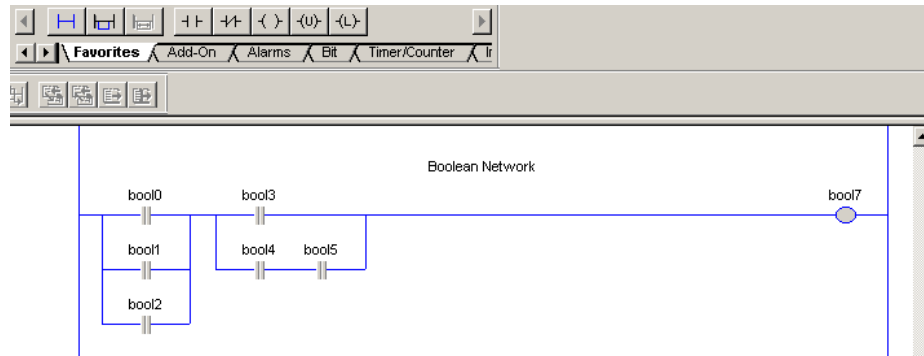 (U) (L)
Favorites Add-On Alarms Bit Timer/Counter
Boolean Network
bool0 bool3 bool7
bool1 bool4 bool5
bool2